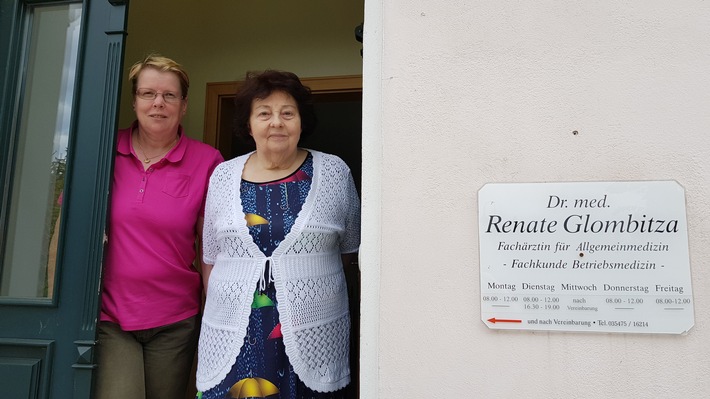 Dr. med.
Renate Glombitza
Fachärztin für Allgemeinmedizin
- Fachkunde Betriebsmedizin -
Montag Dienstag Mittwoch Donnerstag Freitag
08.00 - 12.00 08.00 - 12.00 nach 08.00 - 12.00 08.00 - 12.00
16.30 - 19.00 Vereinbarung
und nach Vereinbarung • Tel. 035475 / 16214